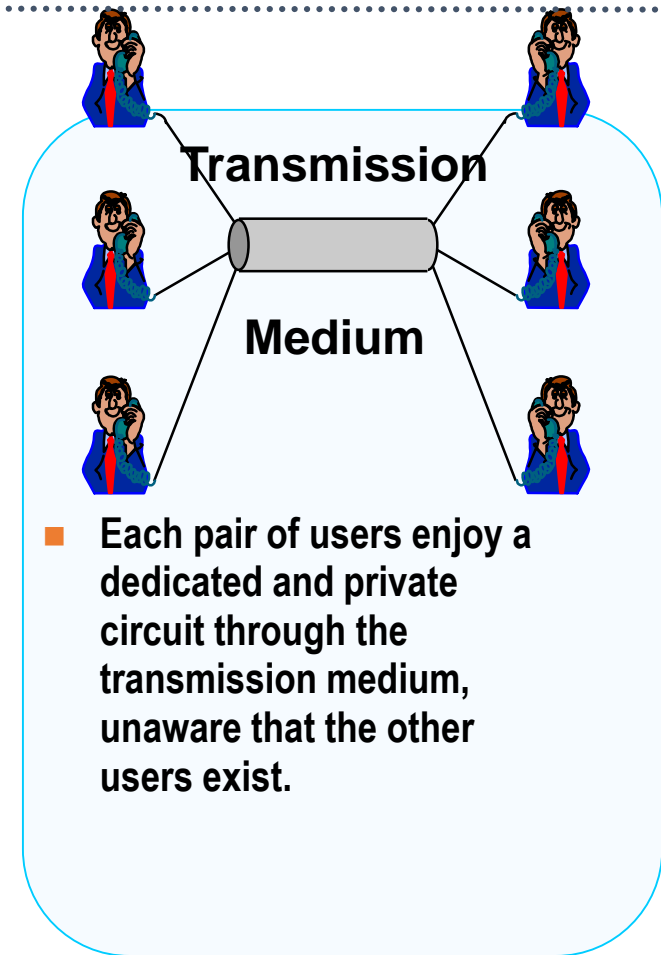 Transmission
Medium
Each pair of users enjoy a
dedicated and private
circuit through the
transmission medium,
unaware that the other
users exist.